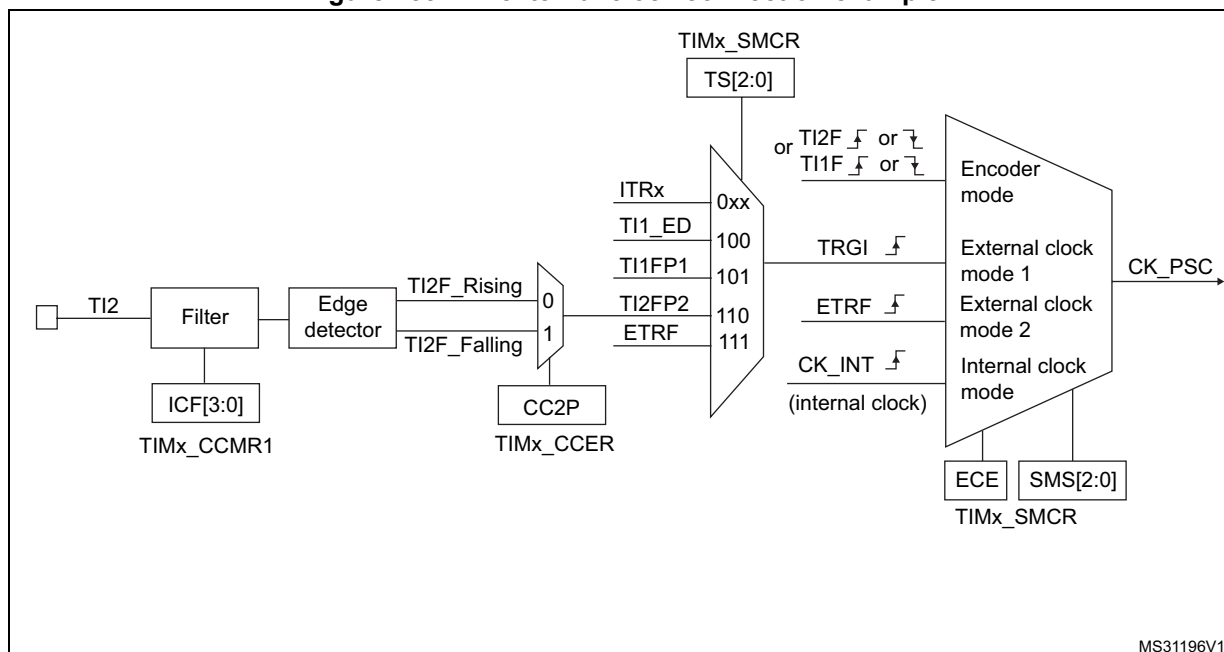 TIMx_SMCR
TS[2:0]
or TI2F or
TI1F or
Encoder
mode
ITRx
0xx
TI1_ED
100
TRGI
External clock
mode 1
CK_PSC
TI1FP1
101
TI2
Filter
Edge
detector
TI2F_Rising
TI2F_Falling
0
1
TI2FP2
110
ETRF
111
ETRF
External clock
mode 2
CK_INT
(internal clock)
Internal clock
mode
ICF[3:0]
TIMx_CCMR1
CC2P
TIMx_CCER
ECE
SMS[2:0]
TIMx_SMCR
MS31196V1